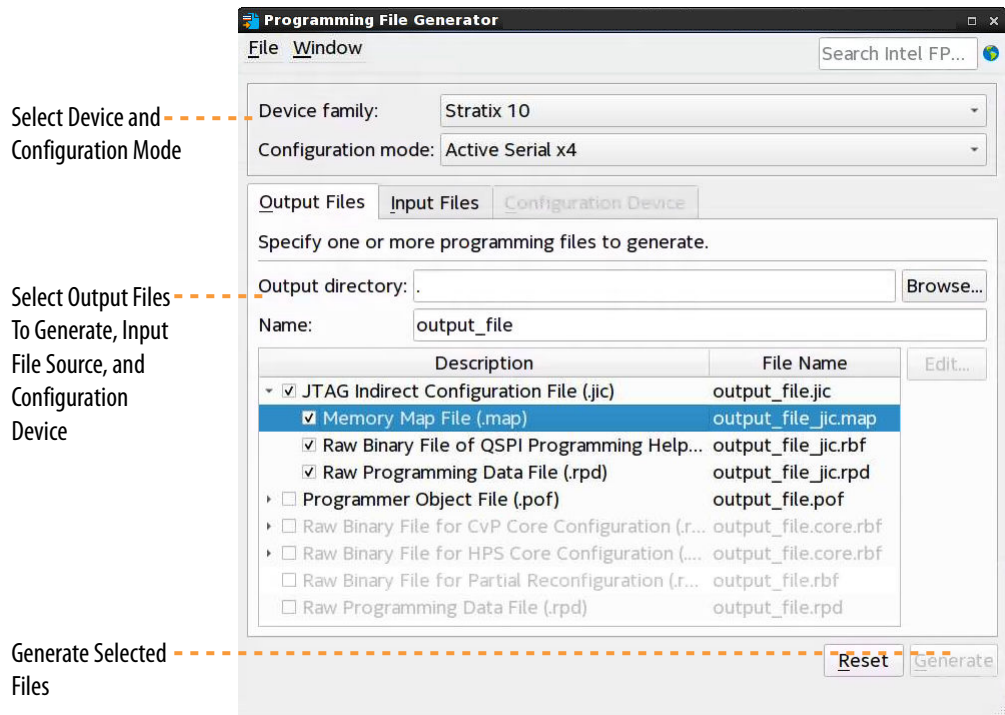 Programming File Generator
File Window
Search Intel FP...
Select Device and
Configuration Mode
Device family: Stratix 10
Configuration mode: Active Serial x4
Output Files Input Files Configuration Device
Specify one or more programming files to generate.
Select Output Files
To Generate, Input
File Source, and
Configuration
Device
Output directory: . Browse...
Name: output_file
Description File Name Edit...
JTAG Indirect Configuration File (.jic) output_file.jic
Memory Map File (.map) output_file_jic.map
Raw Binary File of QSPI Programming Help... output_file_jic.rbf
Raw Programming Data File (.rpd) output_file_jic.rpd
Programmer Object File (.pof) output_file.pof
Raw Binary File for CvP Core Configuration (.r... output_file.core.rbf
Raw Binary File for HPS Core Configuration (.... output_file.core.rbf
Raw Binary File for Partial Reconfiguration (.r... output_file.rbf
Raw Programming Data File (.rpd) output_file.rpd
Generate Selected
Files
Reset Generate